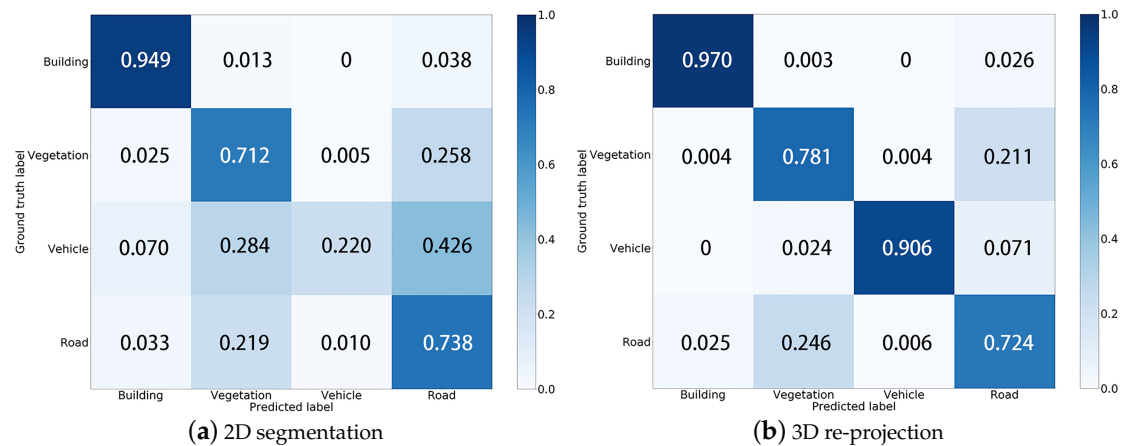 1.0
Building 0.949 0.013 0 0.038
0.8
Vegetation 0.025 0.712 0.005 0.258
0.6
Ground truth label
Vehicle 0.070 0.284 0.220 0.426
0.4
0.2
Road 0.033 0.219 0.010 0.738
0.0
Building Vegetation Vehicle Road
Predicted label
(a) 2D segmentation
1.0
Building 0.970 0.003 0 0.026
0.8
Vegetation 0.004 0.781 0.004 0.211
0.6
Ground truth label
Vehicle 0 0.024 0.906 0.071
0.4
0.2
Road 0.025 0.246 0.006 0.724
0.0
Building Vegetation Vehicle Road
Predicted label
(b) 3D re-projection